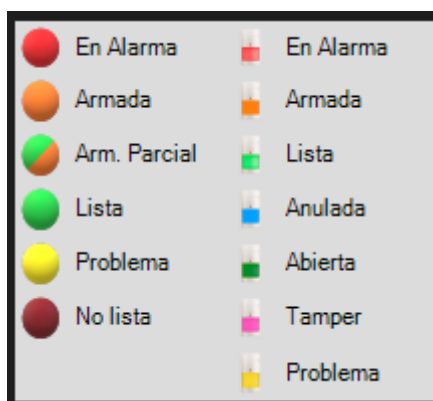 En Alarma
Armada
Arm. Parcial
Lista
Problema
No lista
En Alarma
Armada
Lista
Anulada
Abierta
Tamper
Problema